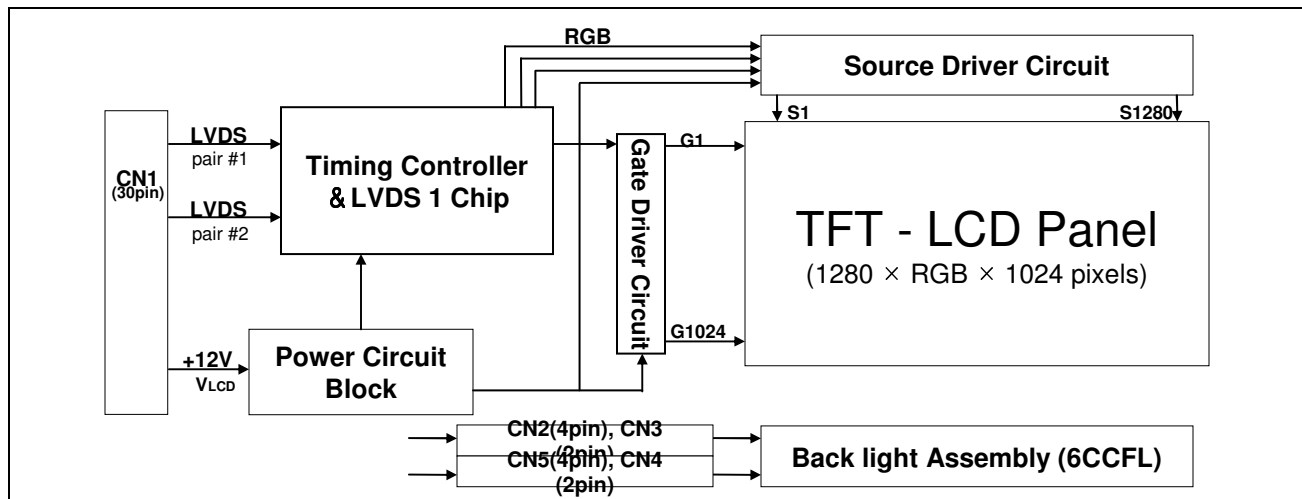 RGB
Source Driver Circuit
S1
S1280
CN1
(30pin)
LVDS
pair #1
LVDS
pair #2
Timing Controller
& LVDS 1 Chip
Gate Driver Circuit
G1
G1024
TFT - LCD Panel
(1280 × RGB × 1024 pixels)
+12V
VLCD
Power Circuit
Block
CN2(4pin), CN3
(2pin)
CN5(4pin), CN4
(2pin)
Back light Assembly (6CCFL)